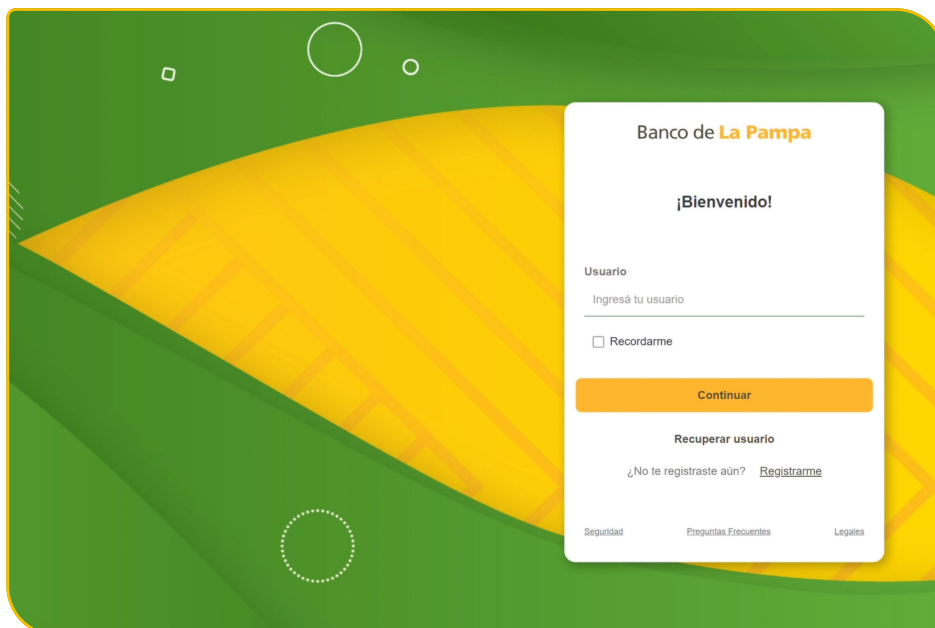 Banco de La Pampa
¡Bienvenido!
Usuario
Ingresá tu usuario
Recordarme
Continuar
Recuperar usuario
¿No te registraste aún? Registrarme
Seguridad Preguntas Frecuentes Legales